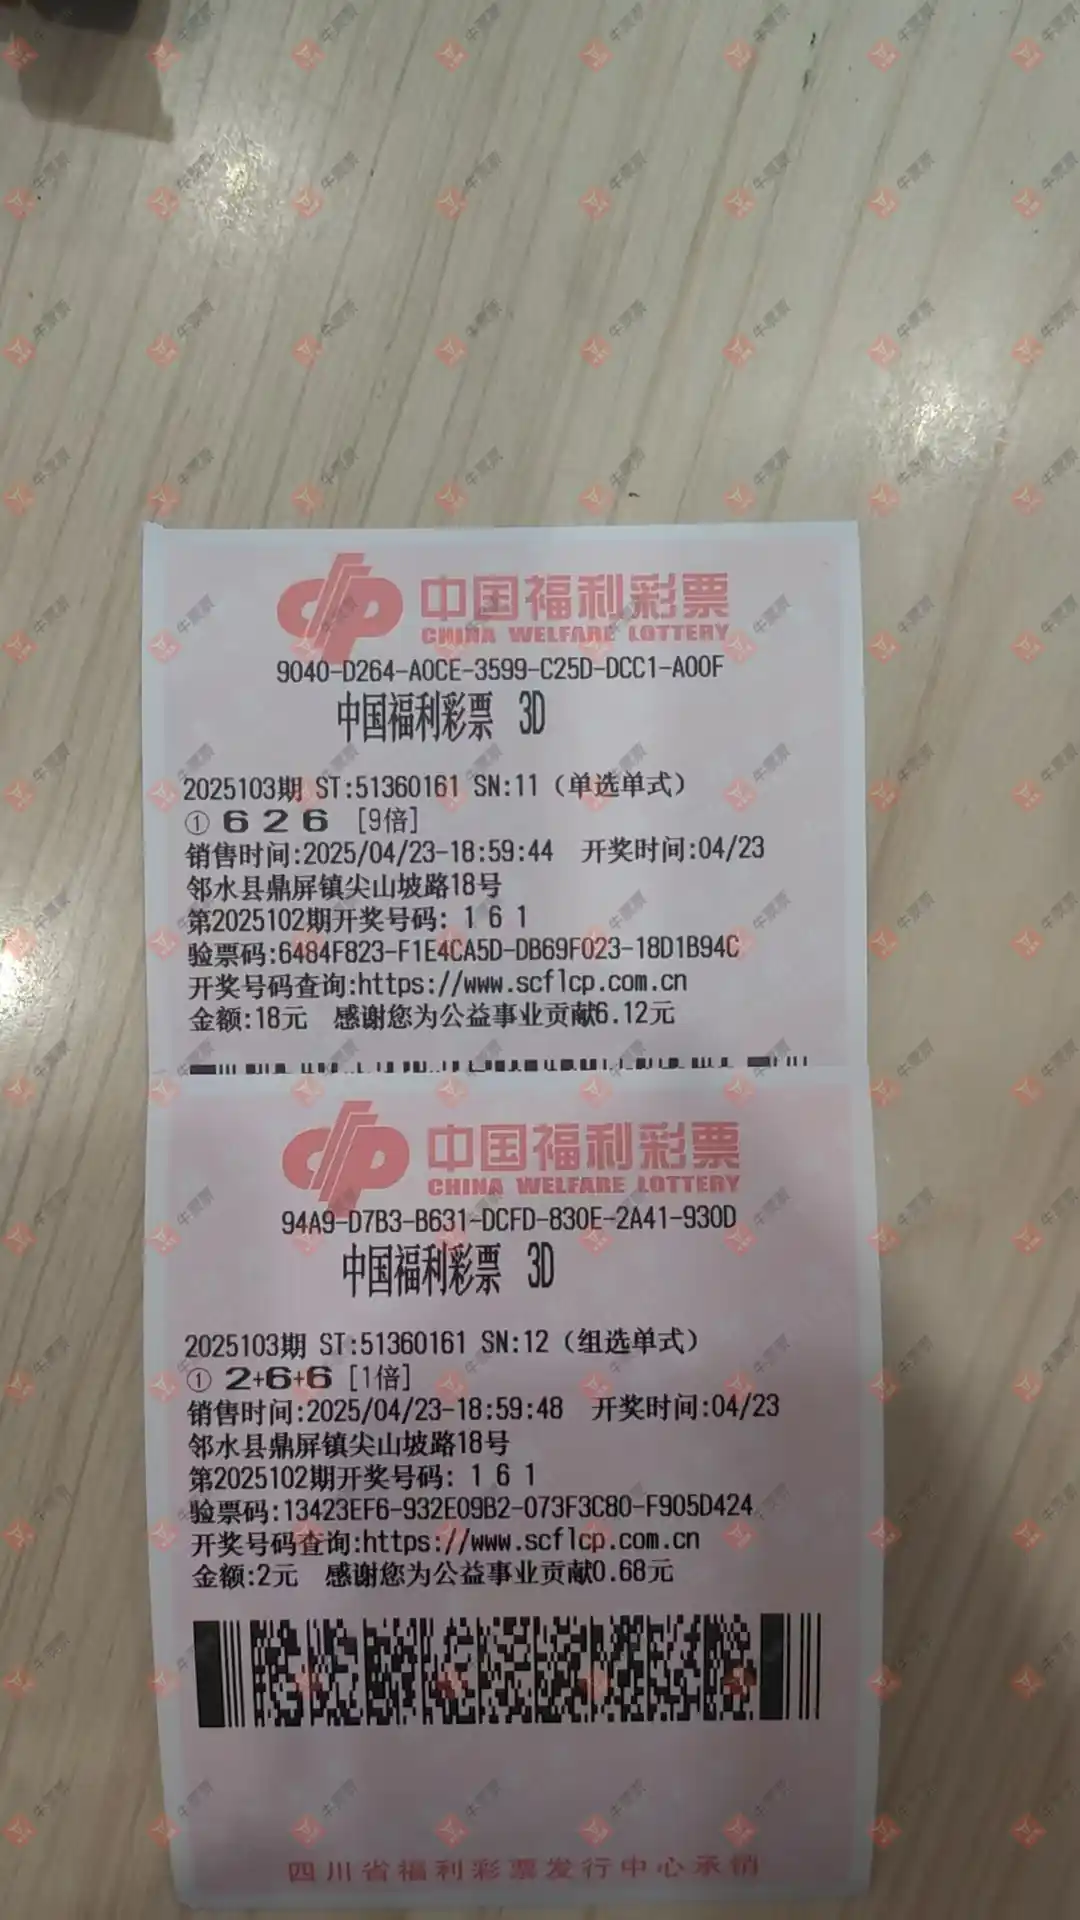 中国福利彩票
CHINA WELFARE LOTTERY
9040-D264-A0CE-3599-C25D-DCC1-A00F
中国福利彩票 3D
2025103期 ST:51360161 SN:11 (单选单式)
① 6 2 6 [9倍]
销售时间:2025/04/23-18:59:44 开奖时间:04/23
邻水县鼎屏镇尖山坡路18号
第2025102期开奖号码: 1 6 1
验票码:6484F823-F1E4CA5D-DB69F023-18D1B94C
开奖号码查询:https://www.scflcp.com.cn
金额:18元 感谢您为公益事业贡献6.12元
中国福利彩票
CHINA WELFARE LOTTERY
94A9-D7B3-B631-DCFD-830E-2A41-930D
中国福利彩票 3D
2025103期 ST:51360161 SN:12 (组选单式)
① 2+6+6 [1倍]
销售时间:2025/04/23-18:59:48 开奖时间:04/23
邻水县鼎屏镇尖山坡路18号
第2025102期开奖号码: 1 6 1
验票码:13423EF6-932E09B2-073F3C80-F905D424
开奖号码查询:https://www.scflcp.com.cn
金额:2元 感谢您为公益事业贡献0.68元
四川省福利彩票发行中心承销